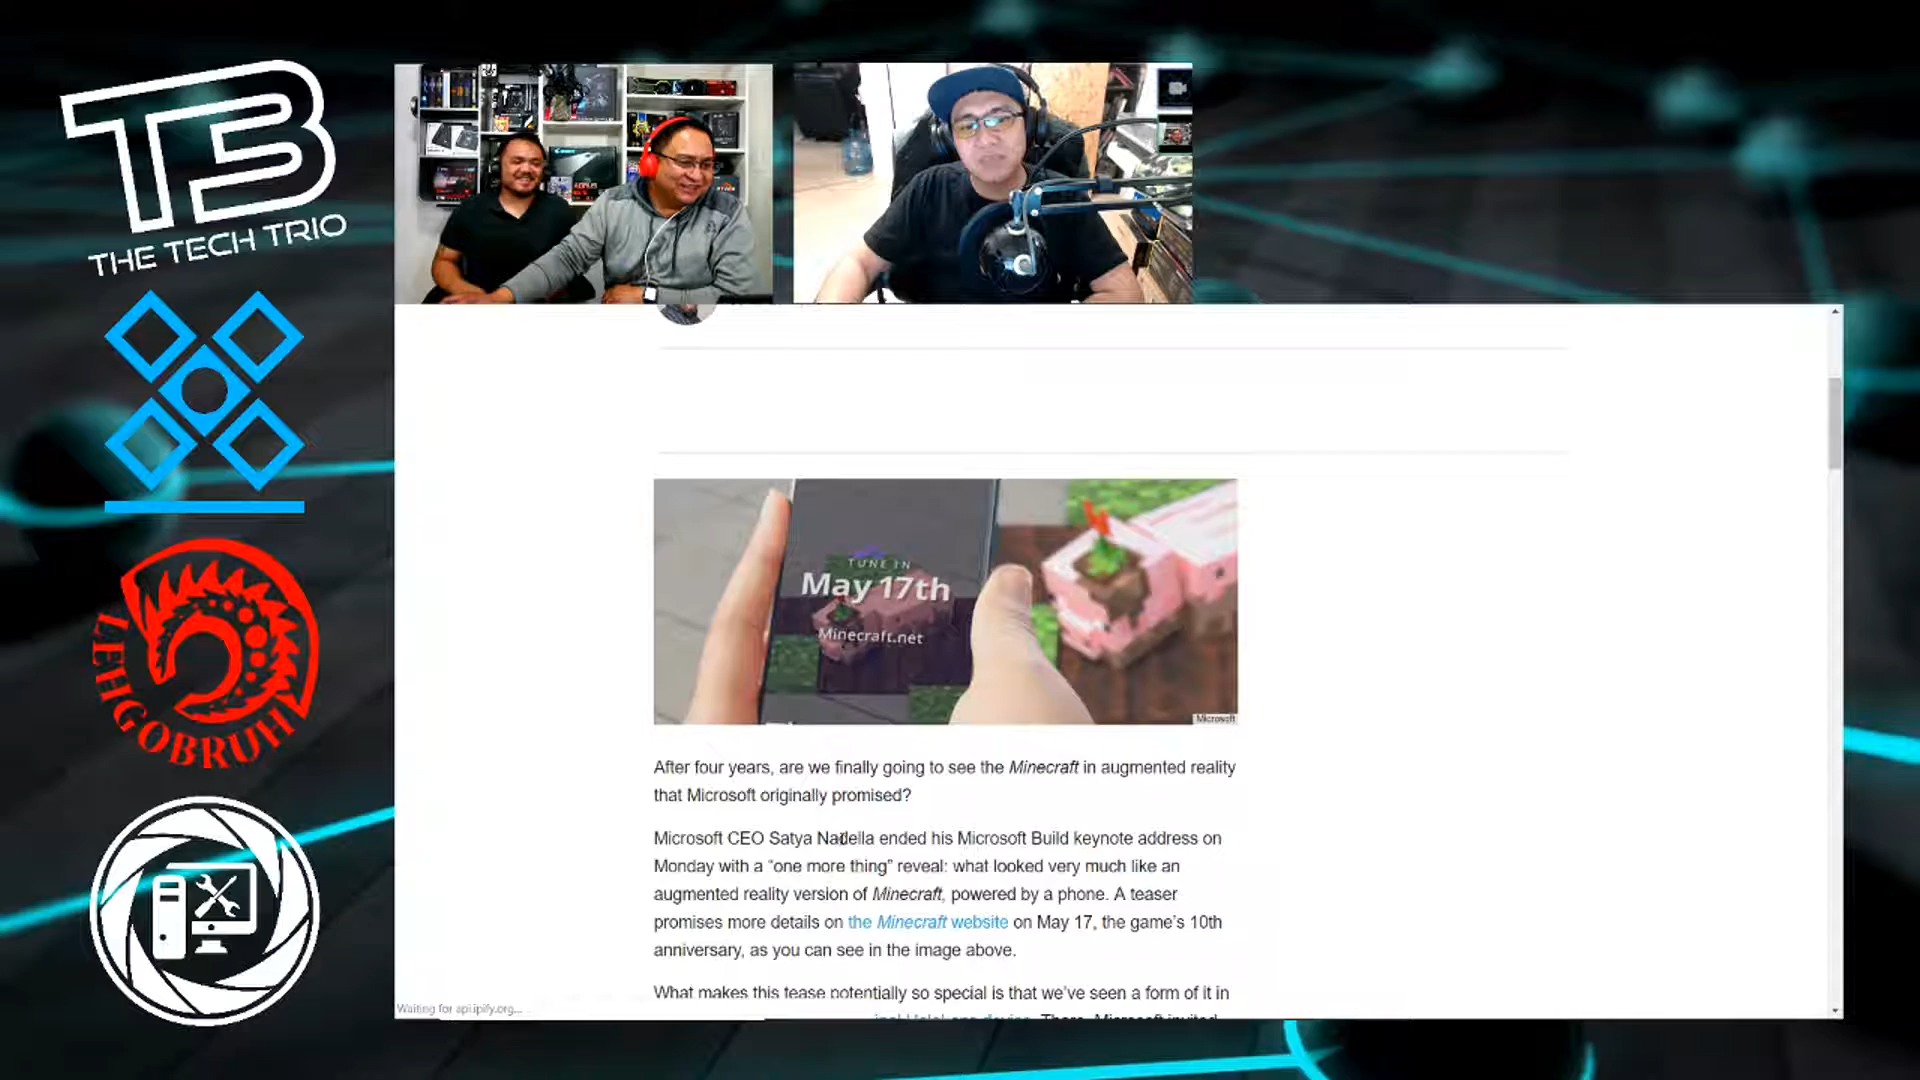 TB
THE TECH TRIO
LEHGOBRUH
TUNE IN
May 17th
Minecraft.net
Microsoft
After four years, are we finally going to see the Minecraft in augmented reality
that Microsoft originally promised?
Microsoft CEO Satya Nadella ended his Microsoft Build keynote address on
Monday with a “one more thing” reveal: what looked very much like an
augmented reality version of Minecraft, powered by a phone. A teaser
promises more details on the Minecraft website on May 17, the game’s 10th
anniversary, as you can see in the image above.
What makes this tease potentially so special is that we’ve seen a form of it in
Waiting for api.ipify.org...